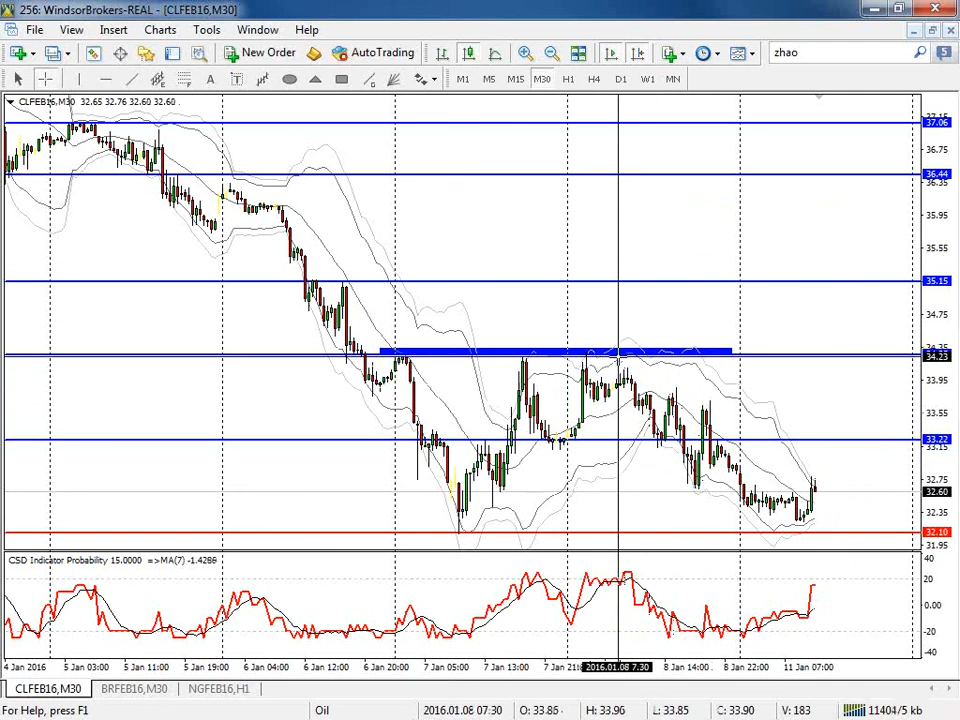 256: WindsorBrokers-REAL - [CLFEB16,M30]
File View Insert Charts Tools Window Help
New Order AutoTrading zhao 5
A T M1 M5 M15 M30 H1 H4 D1 W1 MN
CLFEB16,M30 32.65 32.76 32.60 32.60
37.06
36.75
36.44
36.35
35.95
35.55
35.15
34.75
34.23
33.95
33.55
33.22
33.15
32.75
32.60
32.35
32.10
31.95
CSD Indicator Probability 15.0000 =>MA(7) -1.4286
40
20
0.00
-20
-40
4 Jan 2016 5 Jan 03:00 5 Jan 11:00 5 Jan 19:00 6 Jan 04:00 6 Jan 12:00 6 Jan 20:00 7 Jan 05:00 7 Jan 13:00 7 Jan 2016.01.08 7:30 8 Jan 14:00 8 Jan 22:00 11 Jan 07:00
CLFEB16,M30 BRFEB16,M30 NGFEB16,H1
For Help, press F1 Oil 2016.01.08 07:30 O: 33.85 H: 33.96 L: 33.85 C: 33.90 V: 183 11404/5 kb